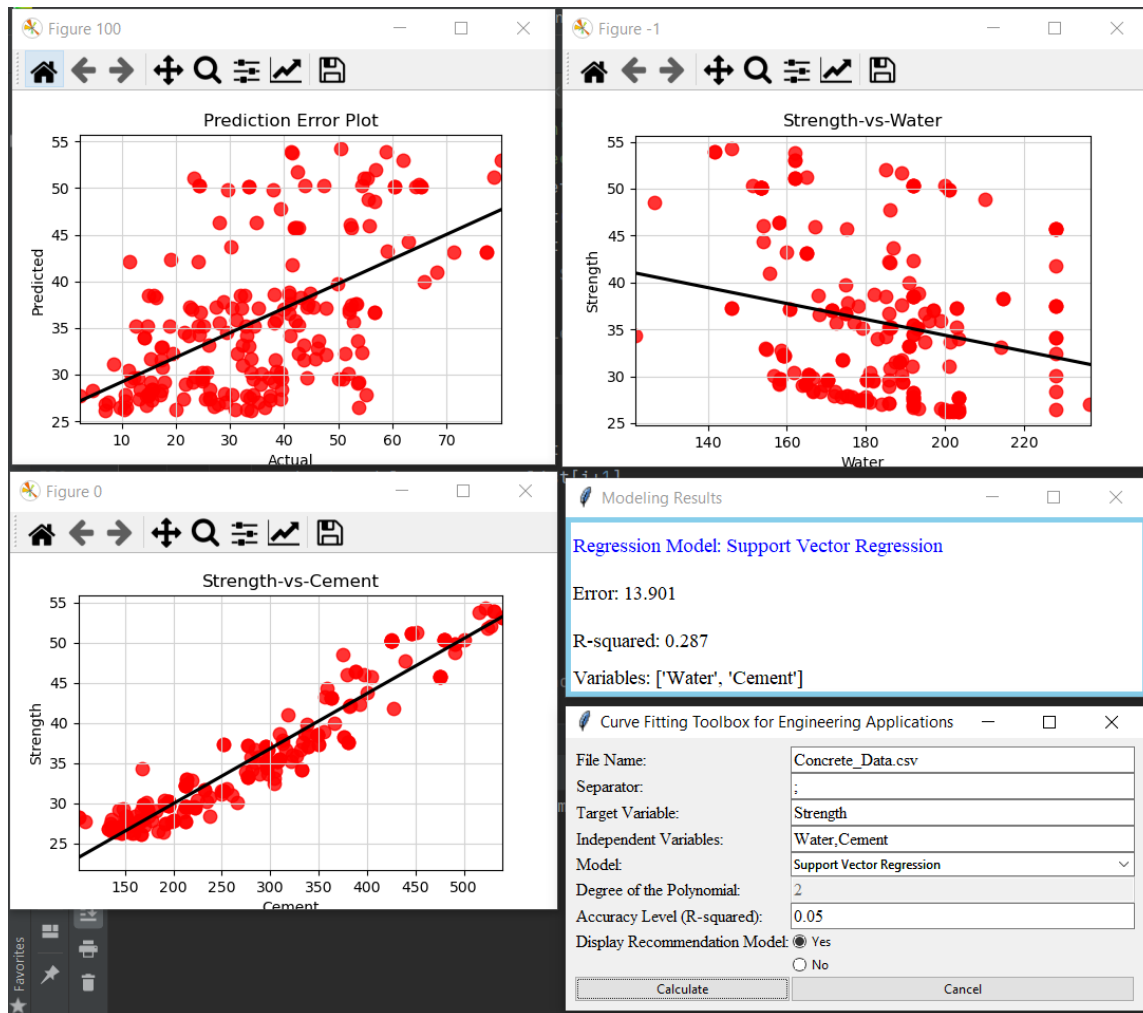 Figure 100
Prediction Error Plot
55
50
45
40
35
30
25
Predicted
10 20 30 40 50 60 70
Actual
Figure -1
Strength-vs-Water
55
50
45
40
35
30
25
Strength
140 160 180 200 220
Water
Figure 0
Strength-vs-Cement
55
50
45
40
35
30
25
Strength
150 200 250 300 350 400 450 500
Cement
Modeling Results
Regression Model: Support Vector Regression
Error: 13.901
R-squared: 0.287
Variables: ['Water', 'Cement']
Curve Fitting Toolbox for Engineering Applications
File Name: Concrete_Data.csv
Separator: ;
Target Variable: Strength
Independent Variables: Water,Cement
Model: Support Vector Regression
Degree of the Polynomial: 2
Accuracy Level (R-squared): 0.05
Display Recommendation Model: Yes
No
Calculate Cancel
Favorites